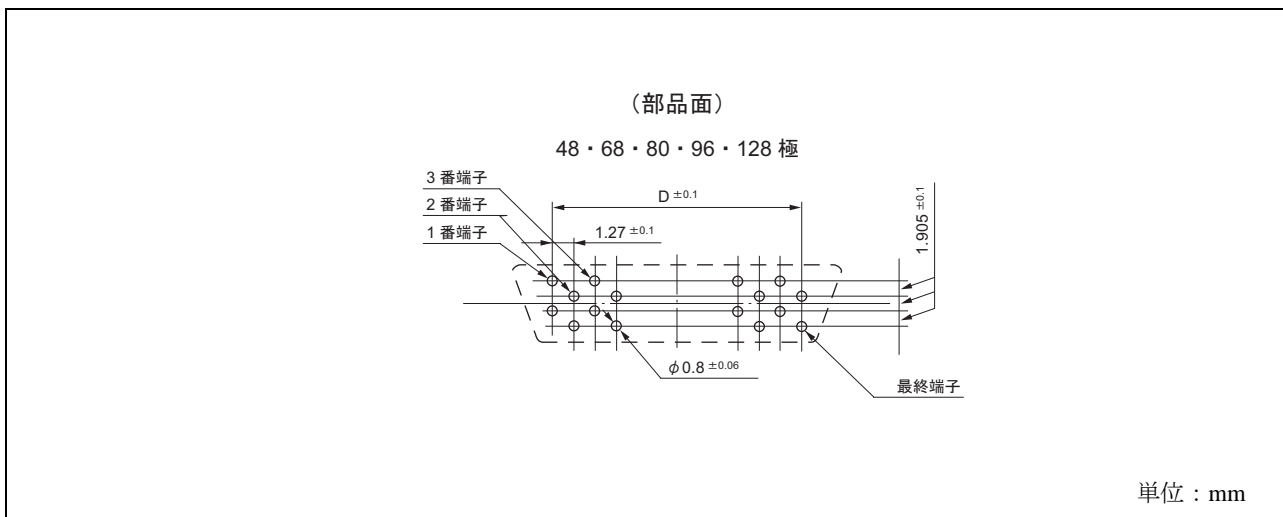 （部品面）
48・68・80・96・128 極
3 番端子
2 番端子
1 番端子
D ±0.1
1.27 ±0.1
1.905 ±0.1
φ0.8 ±0.06
最終端子
単位：mm